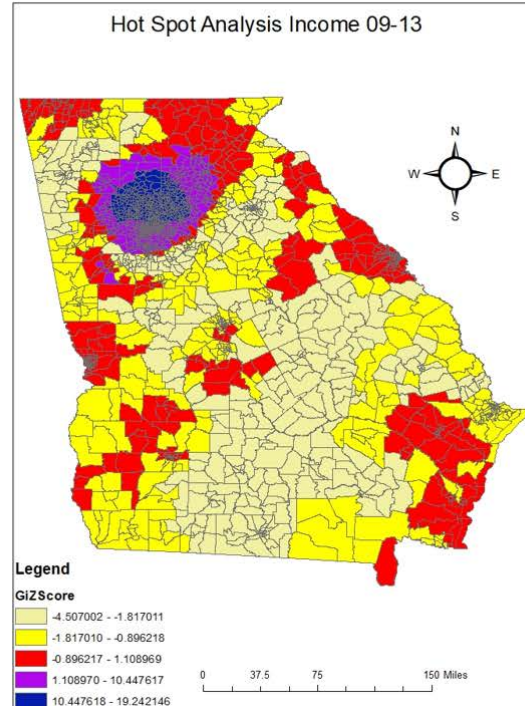 Hot Spot Analysis Income 09-13
N
W E
S
Legend
GiZScore
-4.507002 - -1.817011
-1.817010 - -0.896218
-0.896217 - 1.108969
1.108970 - 10.447617
10.447618 - 19.242146
0 37.5 75 150 Miles